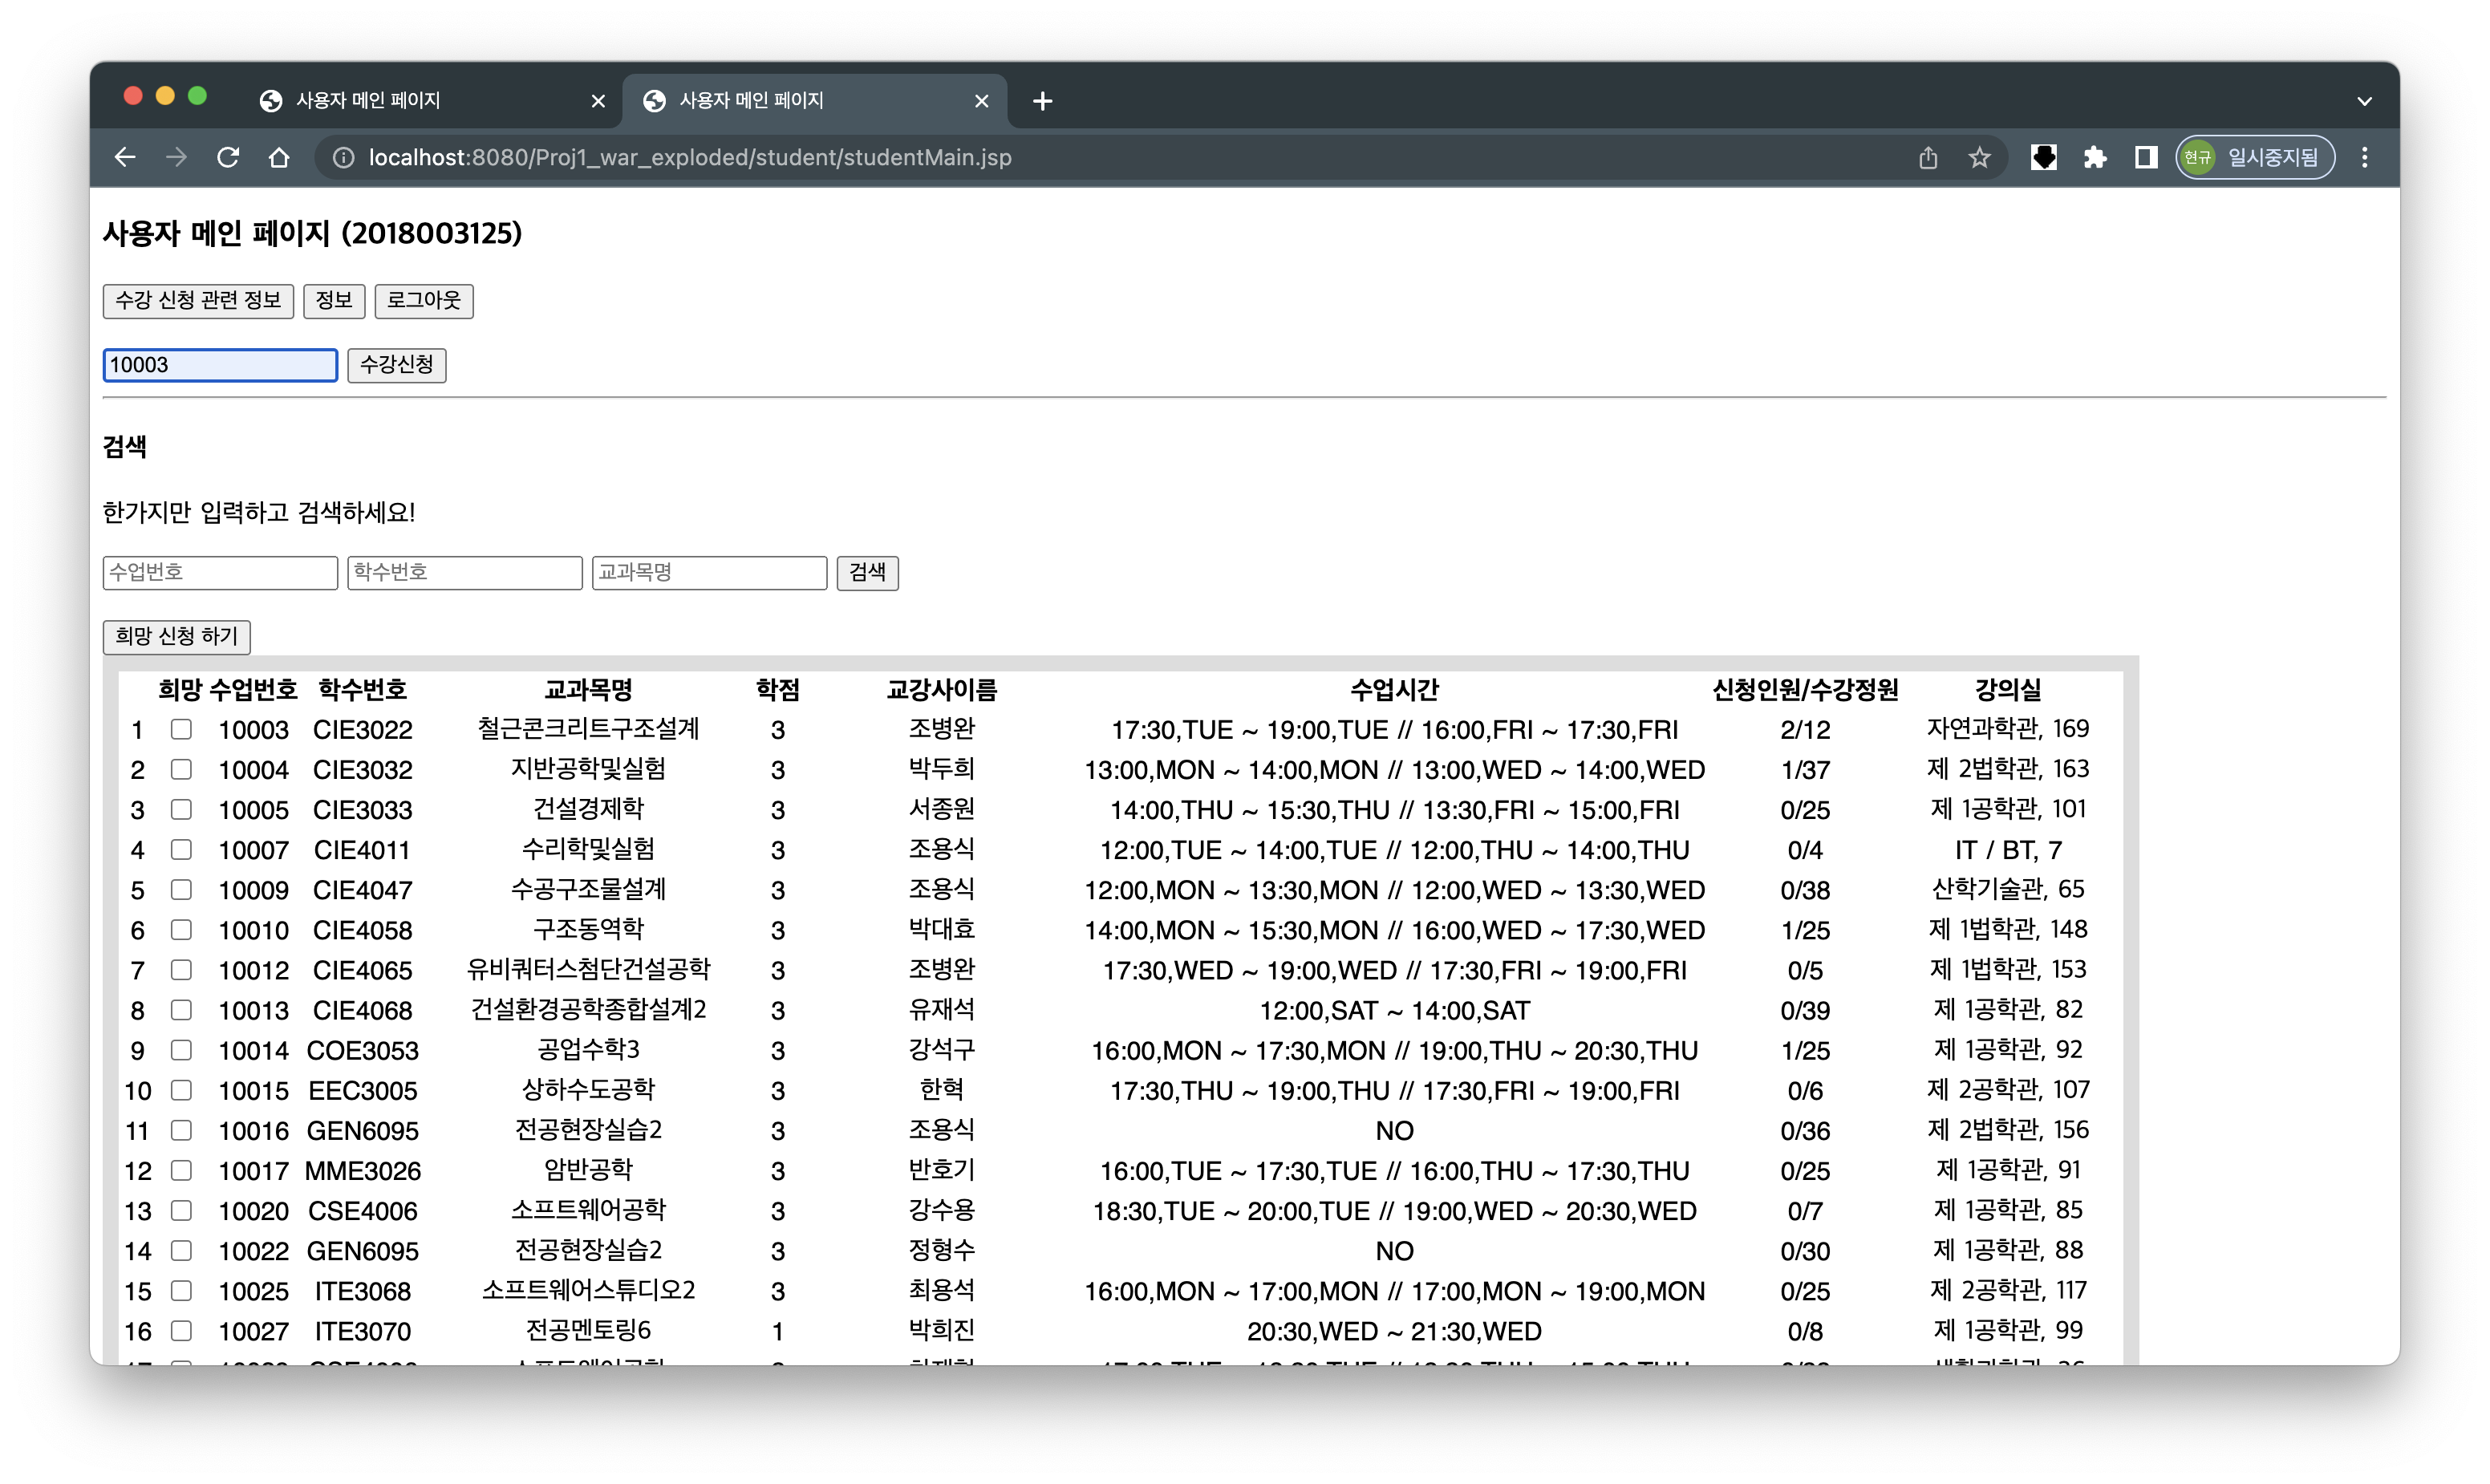 사용자 메인 페이지 사용자 메인 페이지
localhost:8080/Proj1_war_exploded/student/studentMain.jsp 현규 일시중지됨
사용자 메인 페이지 (2018003125)
수강 신청 관련 정보 정보 로그아웃
10003 수강신청
검색
한가지만 입력하고 검색하세요!
수업번호 학수번호 교과목명 검색
희망 신청 하기
희망 수업번호 학수번호 교과목명 학점 교강사이름 수업시간 신청인원/수강정원 강의실
1 10003 CIE3022 철근콘크리트구조설계 3 조병완 17:30,TUE ~ 19:00,TUE // 16:00,FRI ~ 17:30,FRI 2/12 자연과학관, 169
2 10004 CIE3032 지반공학및실험 3 박두희 13:00,MON ~ 14:00,MON // 13:00,WED ~ 14:00,WED 1/37 제 2법학관, 163
3 10005 CIE3033 건설경제학 3 서종원 14:00,THU ~ 15:30,THU // 13:30,FRI ~ 15:00,FRI 0/25 제 1공학관, 101
4 10007 CIE4011 수리학및실험 3 조용식 12:00,TUE ~ 14:00,TUE // 12:00,THU ~ 14:00,THU 0/4 IT / BT, 7
5 10009 CIE4047 수공구조물설계 3 조용식 12:00,MON ~ 13:30,MON // 12:00,WED ~ 13:30,WED 0/38 산학기술관, 65
6 10010 CIE4058 구조동역학 3 박대효 14:00,MON ~ 15:30,MON // 16:00,WED ~ 17:30,WED 1/25 제 1법학관, 148
7 10012 CIE4065 유비쿼터스첨단건설공학 3 조병완 17:30,WED ~ 19:00,WED // 17:30,FRI ~ 19:00,FRI 0/5 제 1법학관, 153
8 10013 CIE4068 건설환경공학종합설계2 3 유재석 12:00,SAT ~ 14:00,SAT 0/39 제 1공학관, 82
9 10014 COE3053 공업수학3 3 강석구 16:00,MON ~ 17:30,MON // 19:00,THU ~ 20:30,THU 1/25 제 1공학관, 92
10 10015 EEC3005 상하수도공학 3 한혁 17:30,THU ~ 19:00,THU // 17:30,FRI ~ 19:00,FRI 0/6 제 2공학관, 107
11 10016 GEN6095 전공현장실습2 3 조용식 NO 0/36 제 2법학관, 156
12 10017 MME3026 암반공학 3 반호기 16:00,TUE ~ 17:30,TUE // 16:00,THU ~ 17:30,THU 0/25 제 1공학관, 91
13 10020 CSE4006 소프트웨어공학 3 강수용 18:30,TUE ~ 20:00,TUE // 19:00,WED ~ 20:30,WED 0/7 제 1공학관, 85
14 10022 GEN6095 전공현장실습2 3 정형수 NO 0/30 제 1공학관, 88
15 10025 ITE3068 소프트웨어스튜디오2 3 최용석 16:00,MON ~ 17:00,MON // 17:00,MON ~ 19:00,MON 0/25 제 2공학관, 117
16 10027 ITE3070 전공멘토링6 1 박희진 20:30,WED ~ 21:30,WED 0/8 제 1공학관, 99